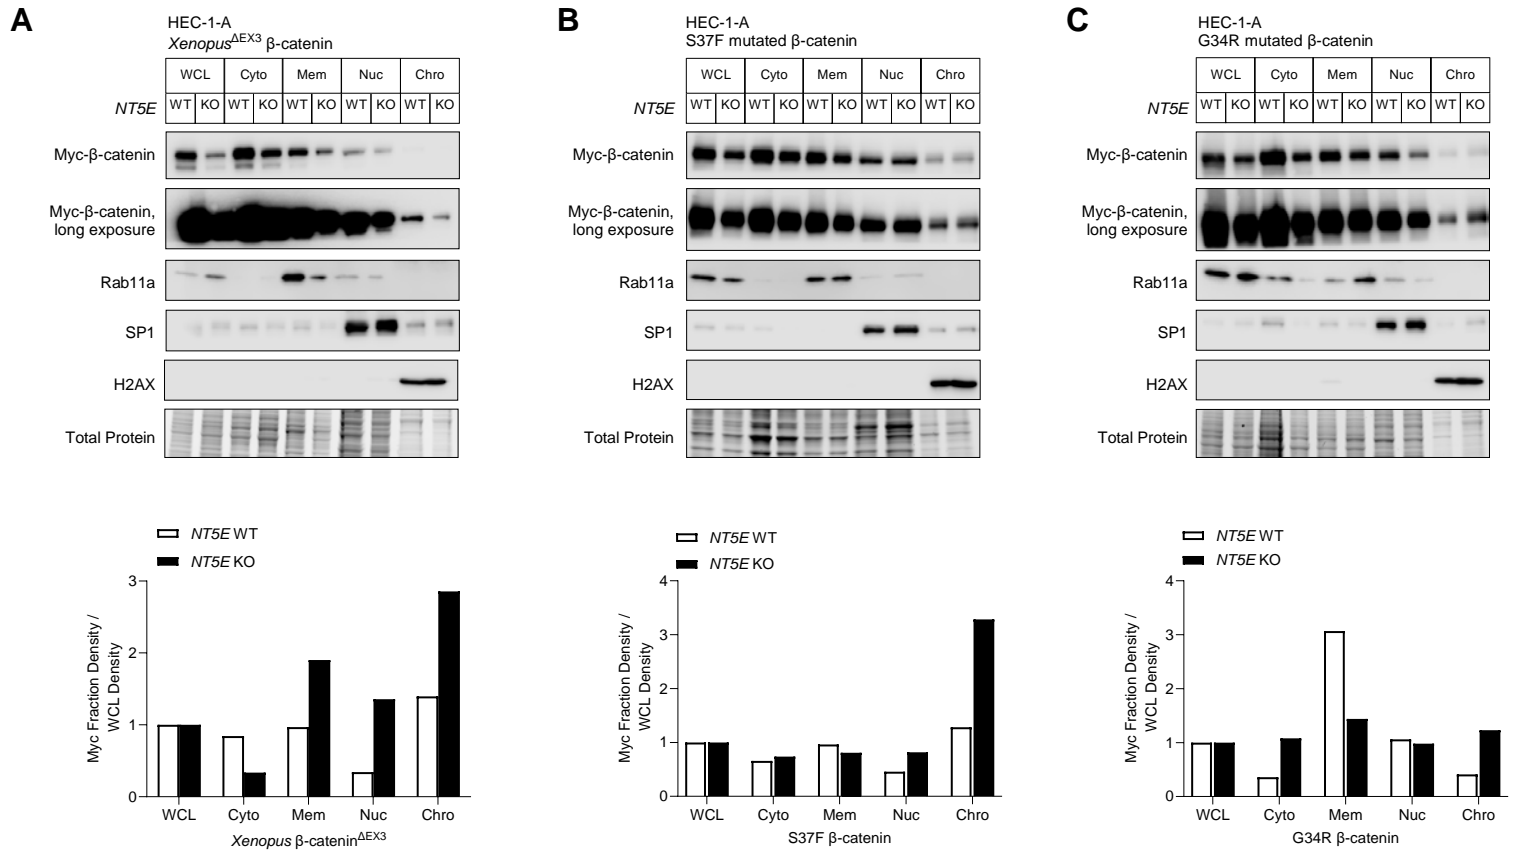 A
HEC-1-A
Xenopus^ΔEX3 β-catenin
WCL Cyto Mem Nuc Chro
NT5E WT KO WT KO WT KO WT KO WT KO
Myc-β-catenin
Myc-β-catenin,
long exposure
Rab11a
SP1
H2AX
Total Protein
NT5E WT
NT5E KO
Myc Fraction Density /
WCL Density
3
2
1
0
WCL Cyto Mem Nuc Chro
Xenopus β-catenin^ΔEX3
B
HEC-1-A
S37F mutated β-catenin
WCL Cyto Mem Nuc Chro
NT5E WT KO WT KO WT KO WT KO WT KO
Myc-β-catenin
Myc-β-catenin,
long exposure
Rab11a
SP1
H2AX
Total Protein
NT5E WT
NT5E KO
Myc Fraction Density /
WCL Density
4
3
2
1
0
WCL Cyto Mem Nuc Chro
S37F β-catenin
C
HEC-1-A
G34R mutated β-catenin
WCL Cyto Mem Nuc Chro
NT5E WT KO WT KO WT KO WT KO WT KO
Myc-β-catenin
Myc-β-catenin,
long exposure
Rab11a
SP1
H2AX
Total Protein
NT5E WT
NT5E KO
Myc Fraction Density /
WCL Density
4
3
2
1
0
WCL Cyto Mem Nuc Chro
G34R β-catenin